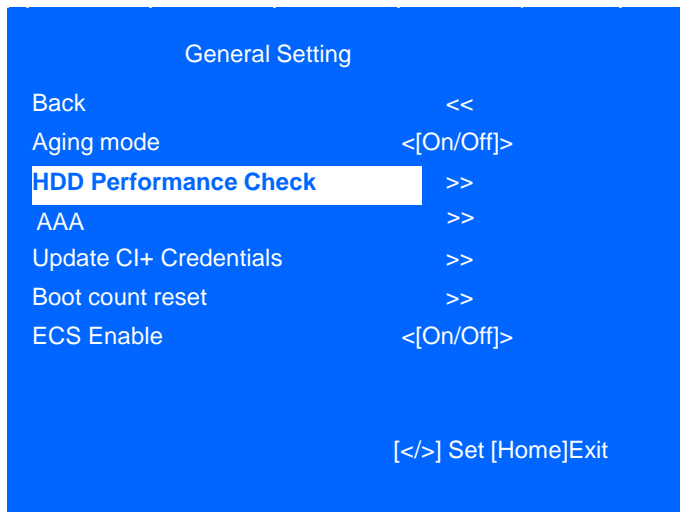 General Setting
Back <<
Aging mode <[On/Off]>
HDD Performance Check >>
AAA >>
Update CI+ Credentials >>
Boot count reset >>
ECS Enable <[On/Off]>
[</>] Set [Home]Exit